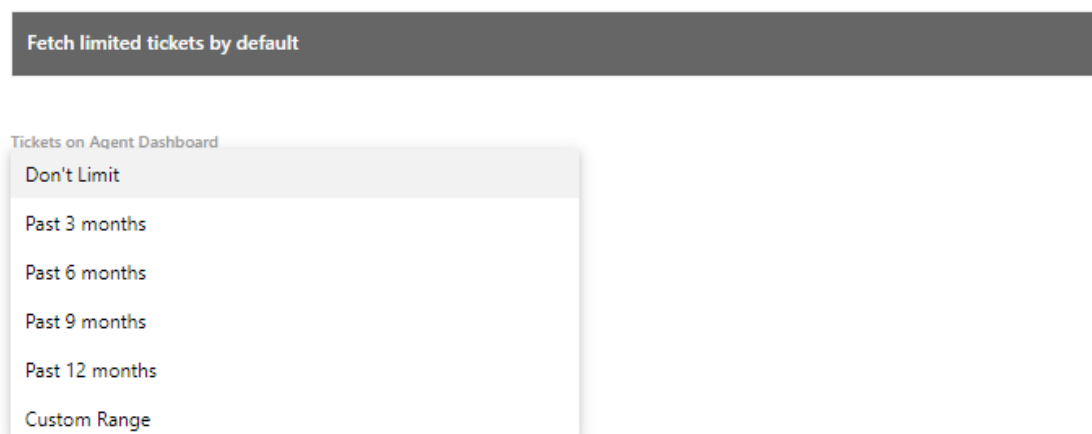 Fetch limited tickets by default
Tickets on Agent Dashboard
Don't Limit
Past 3 months
Past 6 months
Past 9 months
Past 12 months
Custom Range